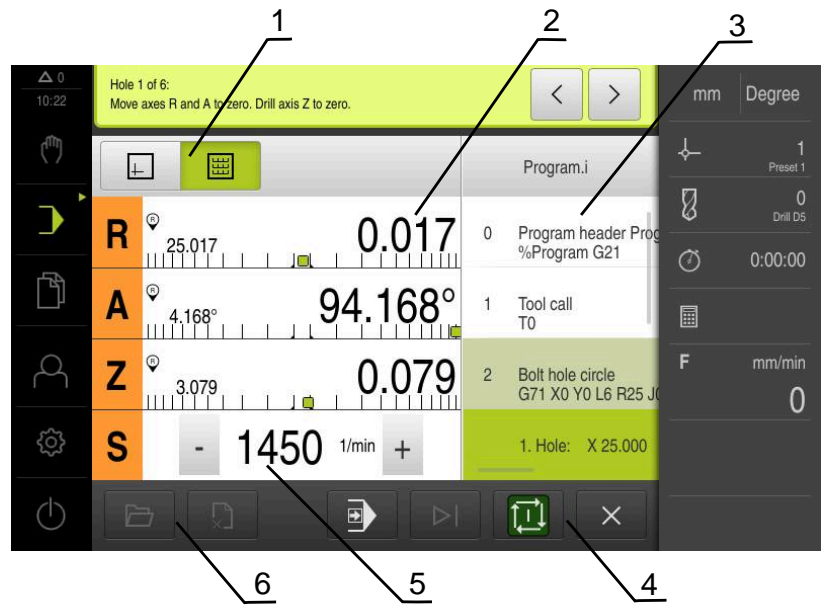 1
2
3
0
10:22
Hole 1 of 6:
Move axes R and A to zero. Drill axis Z to zero.
<
>
mm
Degree
Program.i
1
Preset 1
0
Drill D5
0:00:00
F
mm/min
0
R
R
25.017
0.017
A
R
4.168°
94.168°
Z
R
3.079
0.079
S
-
1450
1/min
+
0
Program header Prog
%Program G21
1
Tool call
T0
2
Bolt hole circle
G71 X0 Y0 L6 R25 J0
1. Hole: X 25.000
6
5
4